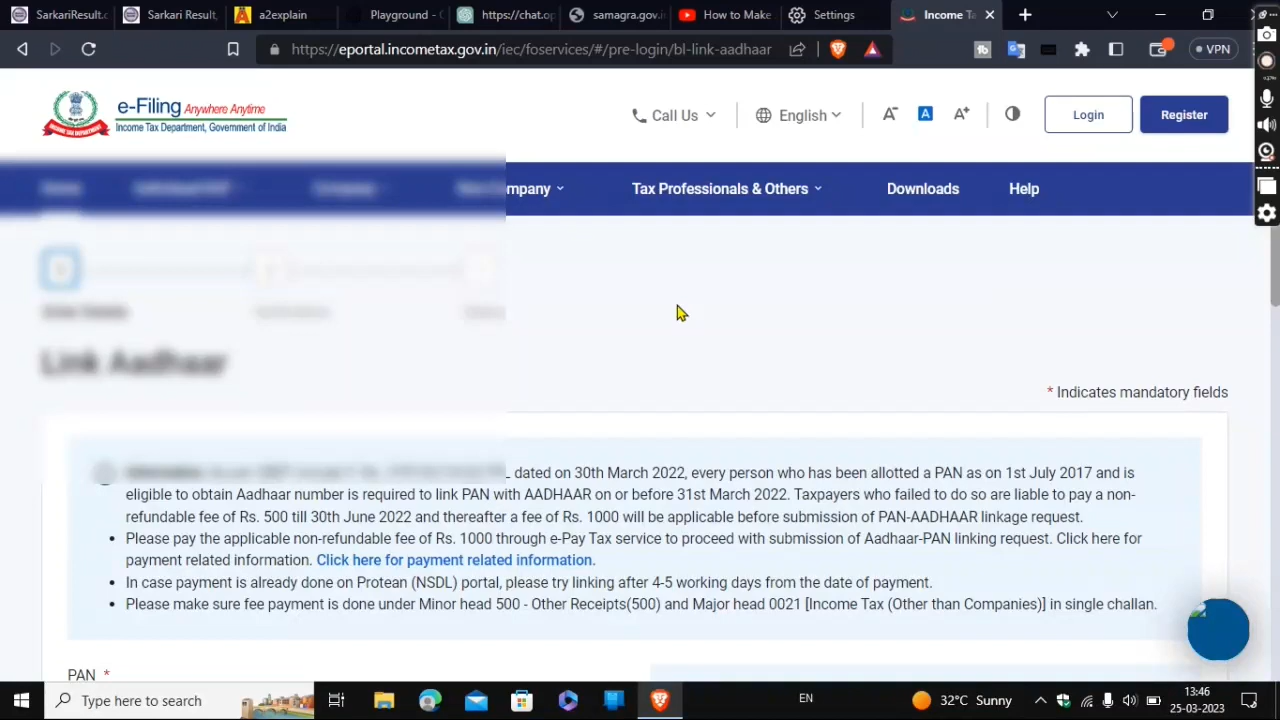 SarkariResult.c
Sarkari Result,
a2explain
Playground - O
https://chat.op
samagra.gov.i
How to Make
Settings
Income Ta
https://eportal.incometax.gov.in/iec/foservices/#/pre-login/bl-link-aadhaar
VPN
e-Filing Anywhere Anytime
Income Tax Department, Government of India
Call Us
English
A
A
A+
Login
Register
Home
Company
Tax Professionals & Others
Downloads
Help
Link Aadhaar
* Indicates mandatory fields
dated on 30th March 2022, every person who has been allotted a PAN as on 1st July 2017 and is
eligible to obtain Aadhaar number is required to link PAN with AADHAAR on or before 31st March 2022. Taxpayers who failed to do so are liable to pay a non-
refundable fee of Rs. 500 till 30th June 2022 and thereafter a fee of Rs. 1000 will be applicable before submission of PAN-AADHAAR linkage request.
• Please pay the applicable non-refundable fee of Rs. 1000 through e-Pay Tax service to proceed with submission of Aadhaar-PAN linking request. Click here for
payment related information. Click here for payment related information.
• In case payment is already done on Protean (NSDL) portal, please try linking after 4-5 working days from the date of payment.
• Please make sure fee payment is done under Minor head 500 - Other Receipts(500) and Major head 0021 [Income Tax (Other than Companies)] in single challan.
PAN *
Type here to search
EN
32°C Sunny
13:46
25-03-2023